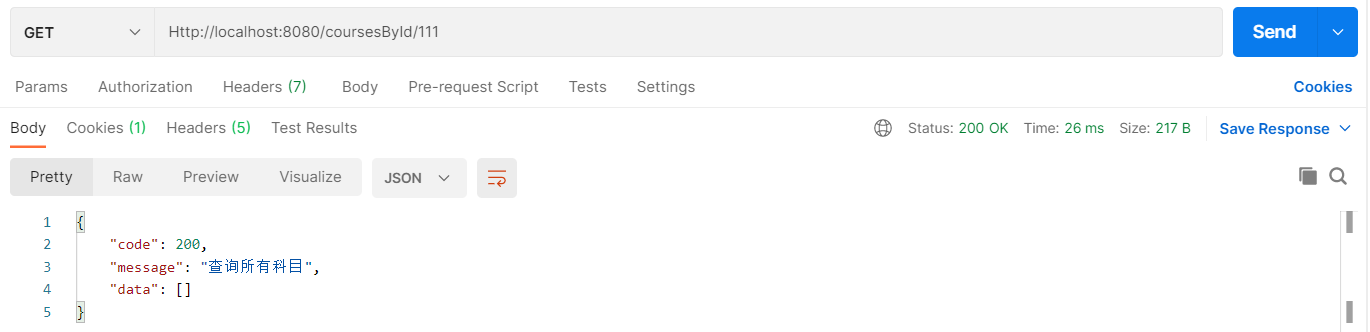 GET Http://localhost:8080/coursesById/111 Send
Params Authorization Headers (7) Body Pre-request Script Tests Settings Cookies
Body Cookies (1) Headers (5) Test Results Status: 200 OK Time: 26 ms Size: 217 B Save Response
Pretty Raw Preview Visualize JSON
1 {
2 "code": 200,
3 "message": "查询所有科目",
4 "data": []
5 }